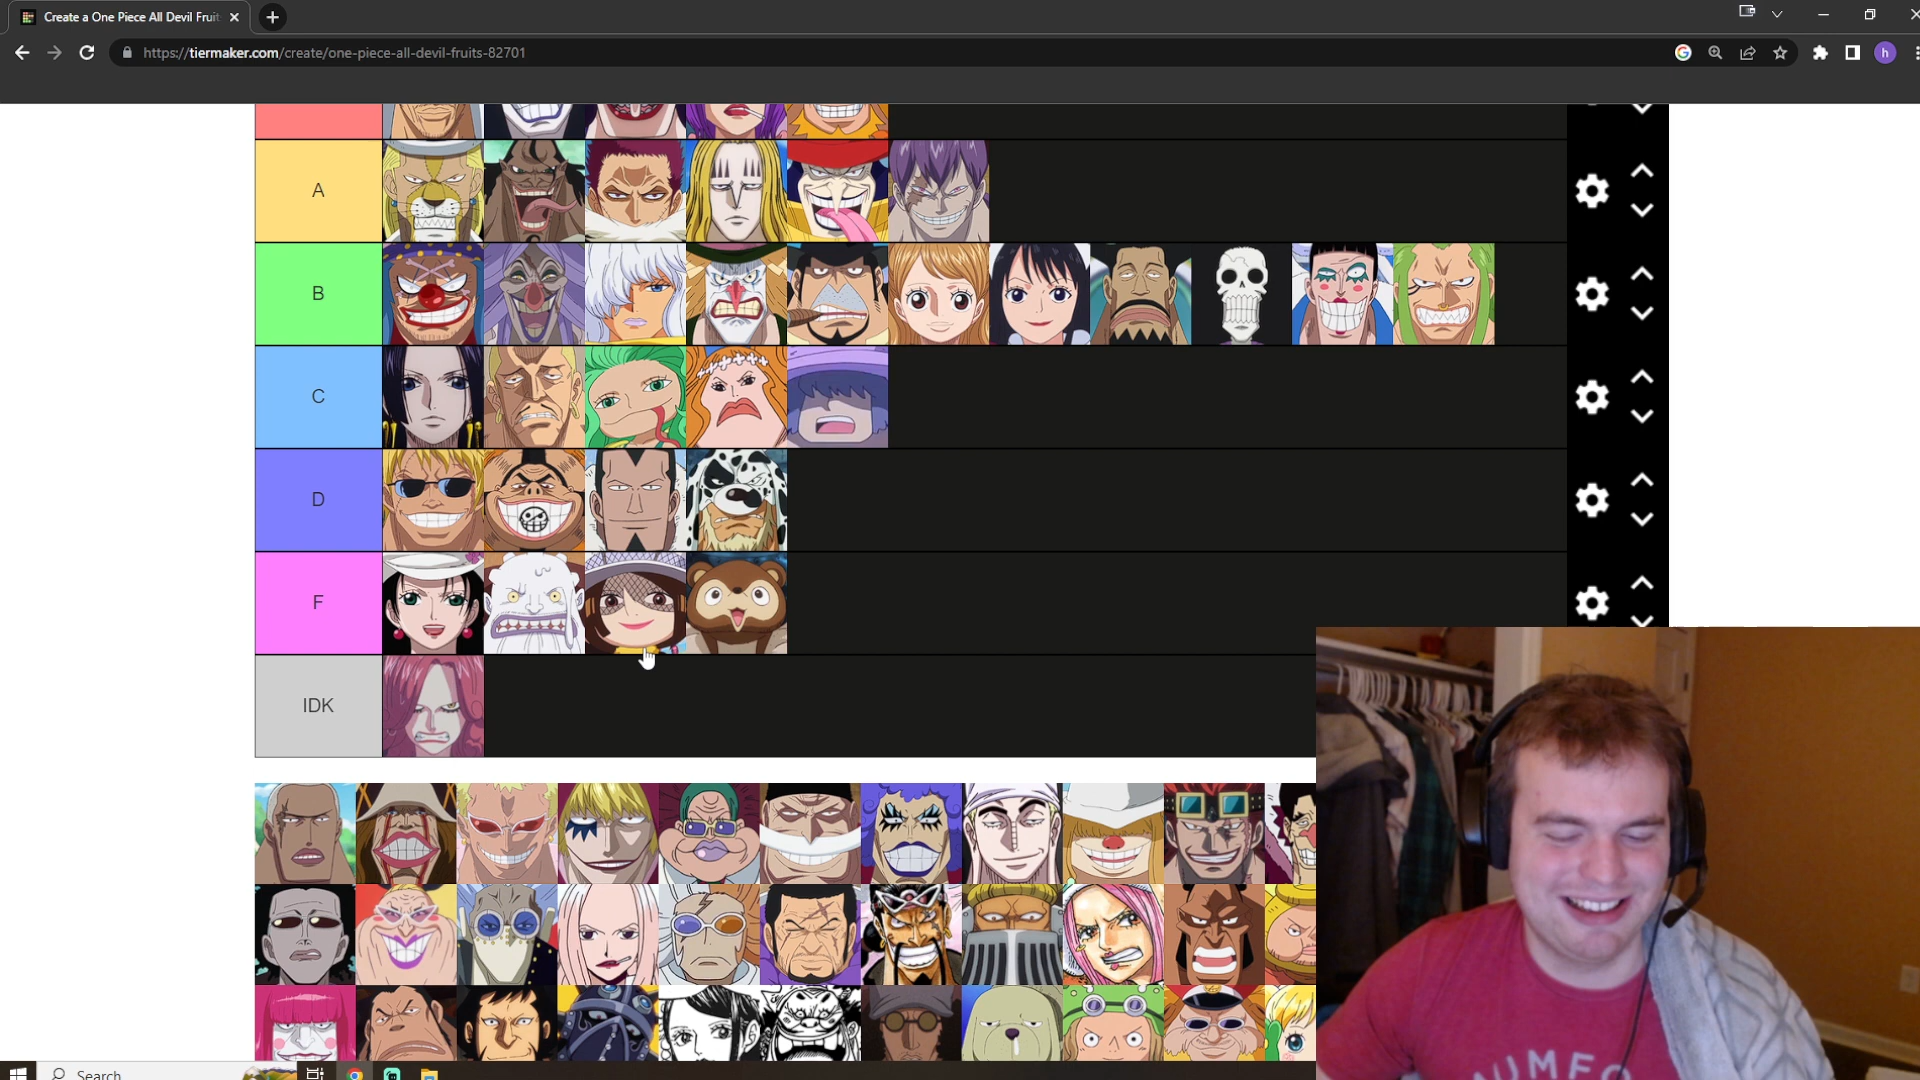 Create a One Piece All Devil Fruit
https://tiermaker.com/create/one-piece-all-devil-fruits-82701
h
A
B
C
D
F
IDK
Search